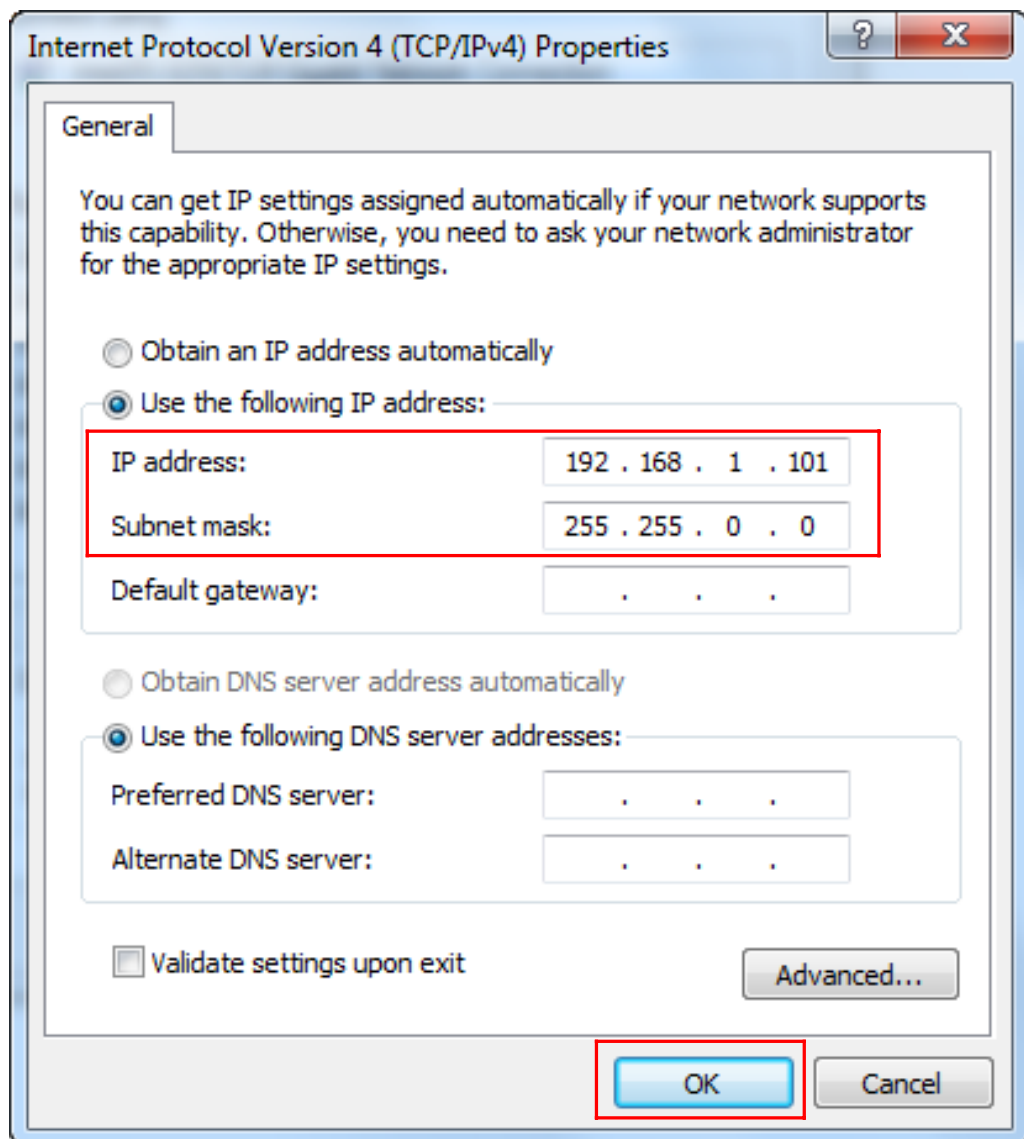 Internet Protocol Version 4 (TCP/IPv4) Properties
?
General
You can get IP settings assigned automatically if your network supports
this capability. Otherwise, you need to ask your network administrator
for the appropriate IP settings.
Obtain an IP address automatically
Use the following IP address:
IP address: 192 . 168 . 1 . 101
Subnet mask: 255 . 255 . 0 . 0
Default gateway: . . .
Obtain DNS server address automatically
Use the following DNS server addresses:
Preferred DNS server: . . .
Alternate DNS server: . . .
Validate settings upon exit
Advanced...
OK Cancel